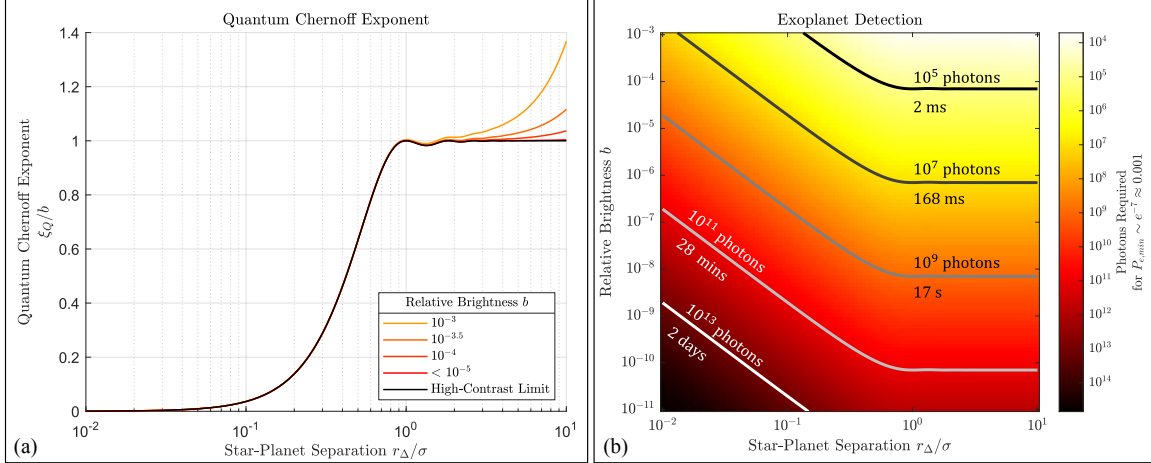 Quantum Chernoff Exponent
1.4
1.2
1
0.8
0.6
0.4
0.2
0
Quantum Chernoff Exponent
ξ_Q/b
Relative Brightness b
10^-3
10^-3.5
10^-4
< 10^-5
High-Contrast Limit
10^-2
10^-1
10^0
10^1
(a)
Star-Planet Separation r_Δ/σ
Exoplanet Detection
10^-3
10^-4
10^-5
10^-6
10^-7
10^-8
10^-9
10^-10
10^-11
Relative Brightness b
10^5 photons
2 ms
10^7 photons
168 ms
10^9 photons
17 s
10^11 photons
28 mins
10^13 photons
2 days
10^-2
10^-1
10^0
10^1
(b)
Star-Planet Separation r_Δ/σ
10^4
10^5
10^6
10^7
10^8
10^9
10^10
10^11
10^12
10^13
10^14
Photons Required
for P_e,min ∼ e^-7 ≈ 0.001